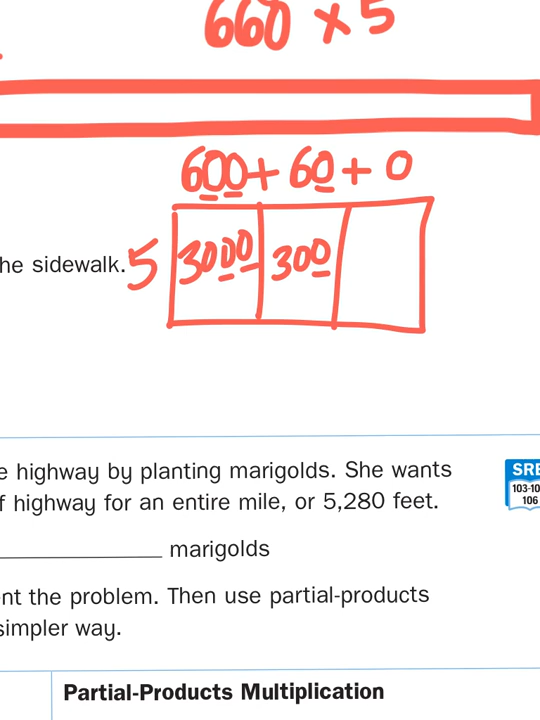 660 × 5
600 + 60 + 0
he sidewalk. 5 3000 300
e highway by planting marigolds. She wants
SRB
f highway for an entire mile, or 5,280 feet.
103-10
106
marigolds
nt the problem. Then use partial-products
simpler way.
Partial-Products Multiplication